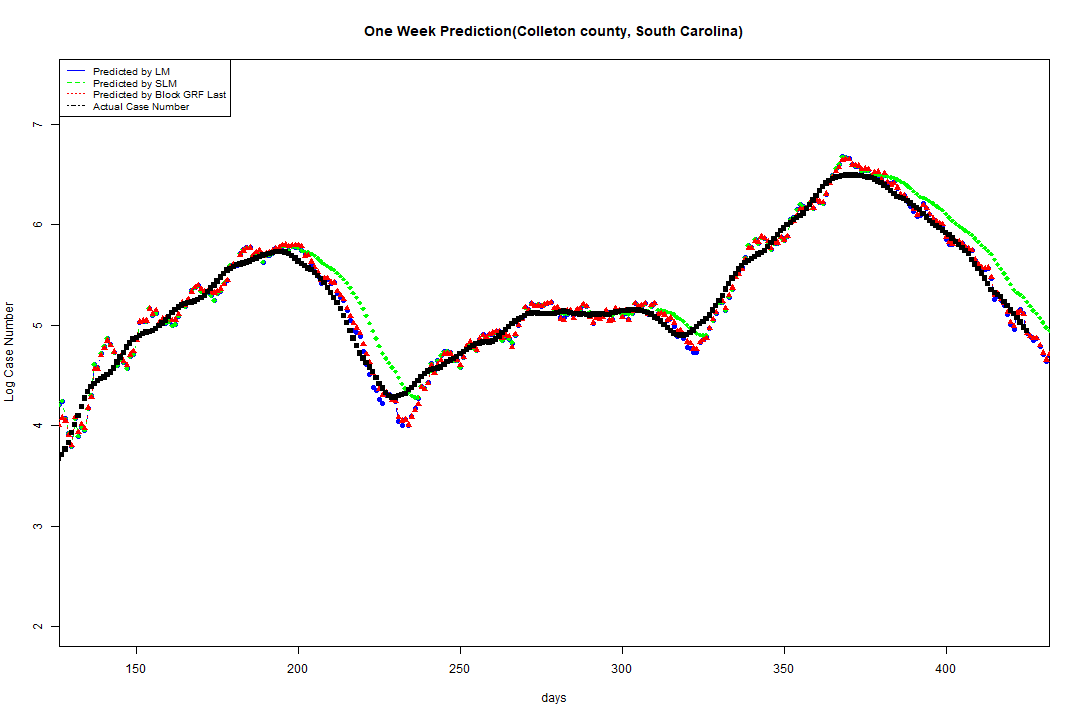 One Week Prediction(Colleton county, South Carolina)
Predicted by LM
Predicted by SLM
Predicted by Block GRF Last
Actual Case Number
7
6
5
4
3
2
Log Case Number
150 200 250 300 350 400
days